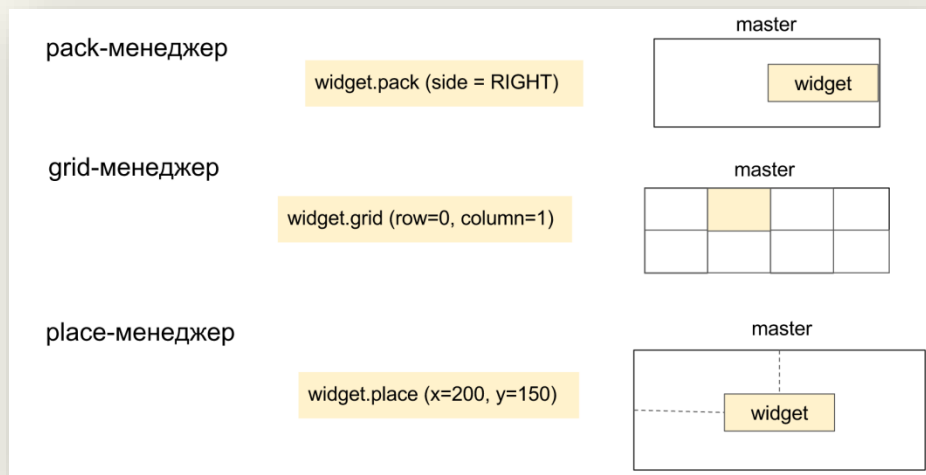 pack-менеджер
master
widget.pack (side = RIGHT)
widget
grid-менеджер
master
widget.grid (row=0, column=1)
place-менеджер
master
widget.place (x=200, y=150)
widget